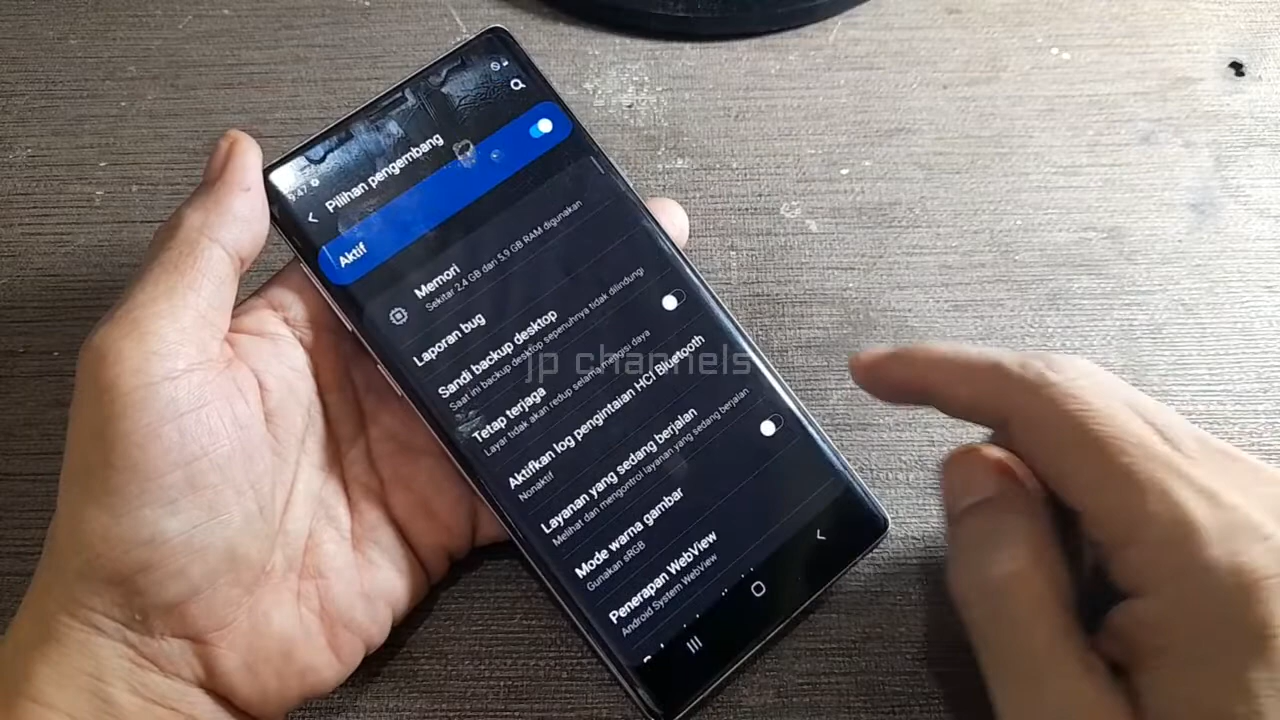 9.47
Pilihan pengembang
Aktif
Memori
Sekitar 2,4 GB dari 5,9 GB RAM digunakan
Laporan bug
Sandi backup desktop
Saat ini backup desktop sepenuhnya tidak dilindungi
Tetap terjaga
Layar tidak akan redup selama mengisi daya
Aktifkan log pengintaian HCI Bluetooth
Nonaktif
Layanan yang sedang berjalan
Melihat dan mengontrol layanan yang sedang berjalan
Mode warna gambar
Gunakan sRGB
Penerapan WebView
Android System WebView
jp channels